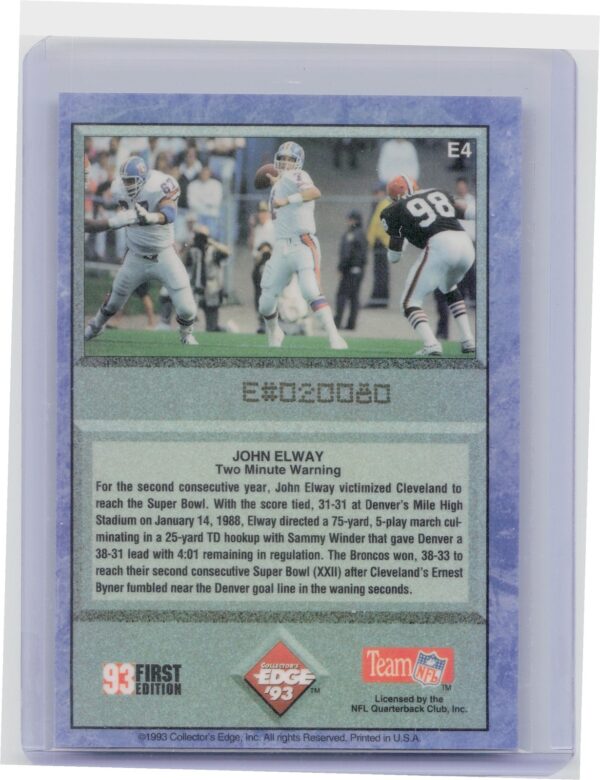 E4
67
7
98
E#020080
JOHN ELWAY
Two Minute Warning
For the second consecutive year, John Elway victimized Cleveland to
reach the Super Bowl. With the score tied, 31-31 at Denver's Mile High
Stadium on January 14, 1988, Elway directed a 75-yard, 5-play march cul-
minating in a 25-yard TD hookup with Sammy Winder that gave Denver a
38-31 lead with 4:01 remaining in regulation. The Broncos won, 38-33 to
reach their second consecutive Super Bowl (XXII) after Cleveland's Ernest
Byner fumbled near the Denver goal line in the waning seconds.
93 FIRST
EDITION
COLLECTOR'S
EDGE
'93
TM
Team NFL
TM
Licensed by the
NFL Quarterback Club, Inc.
©1993 Collector's Edge, Inc. All rights Reserved. Printed in U.S.A.